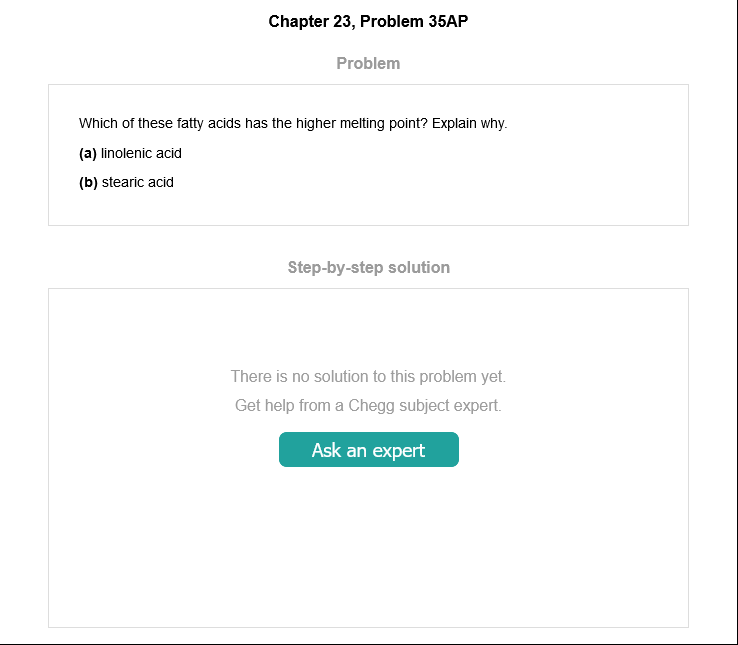 Chapter 23, Problem 35AP
Problem
Which of these fatty acids has the higher melting point? Explain why.
(a) linolenic acid
(b) stearic acid
Step-by-step solution
There is no solution to this problem yet.
Get help from a Chegg subject expert.
Ask an expert